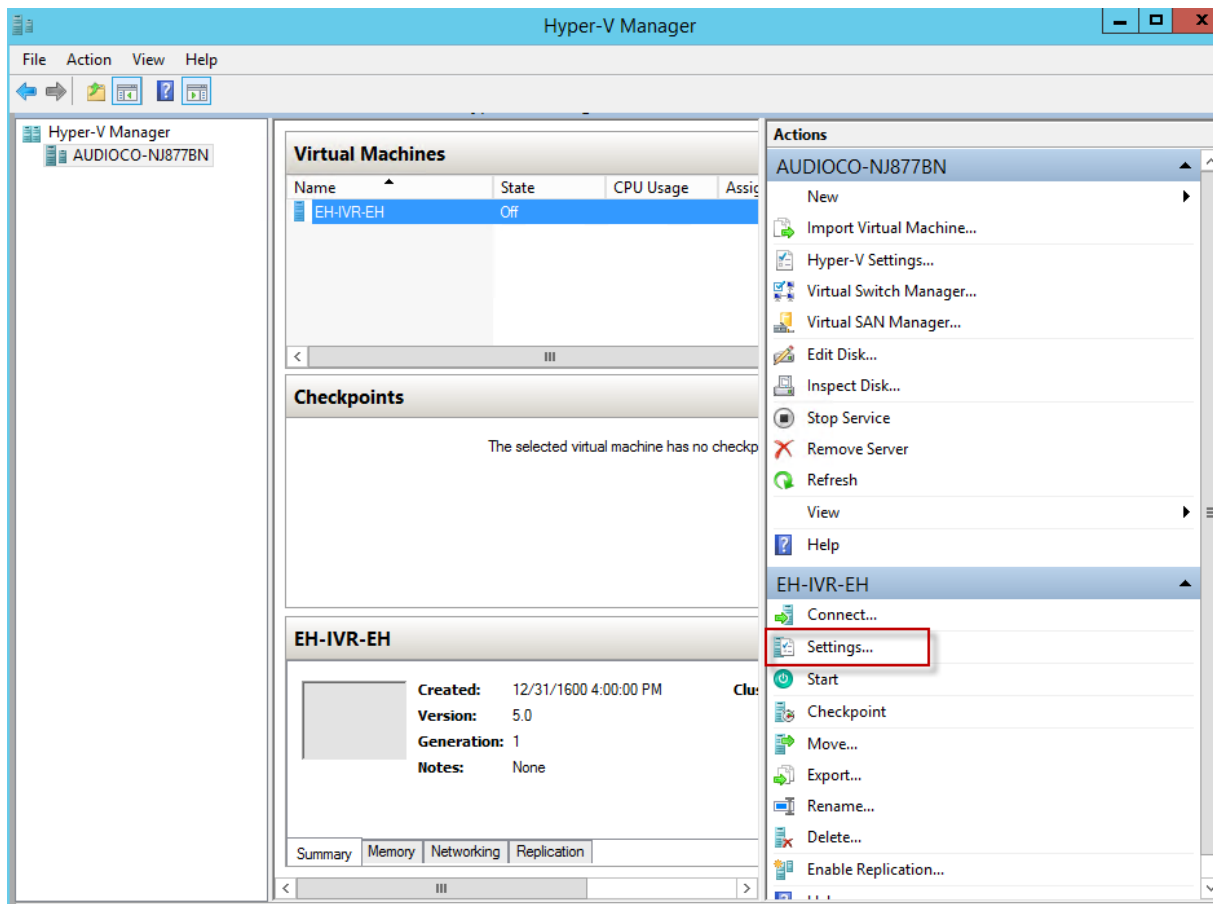 Hyper-V Manager
File Action View Help
Hyper-V Manager
AUDIOCO-NJ877BN
Virtual Machines
Name State CPU Usage
EH-IVR-EH Off
Checkpoints
The selected virtual machine has no
EH-IVR-EH
Created: 12/31/1600 4:00:00 PM
Version: 5.0
Generation: 1
Notes: None
Summary Memory Networking Replication
Actions
AUDIOCO-NJ877BN
New
Import Virtual Machine...
Hyper-V Settings...
Virtual Switch Manager...
Virtual SAN Manager...
Edit Disk...
Inspect Disk...
Stop Service
Remove Server
Refresh
View
Help
EH-IVR-EH
Connect...
Settings...
Start
Checkpoint
Move...
Export...
Rename...
Delete...
Enable Replication...